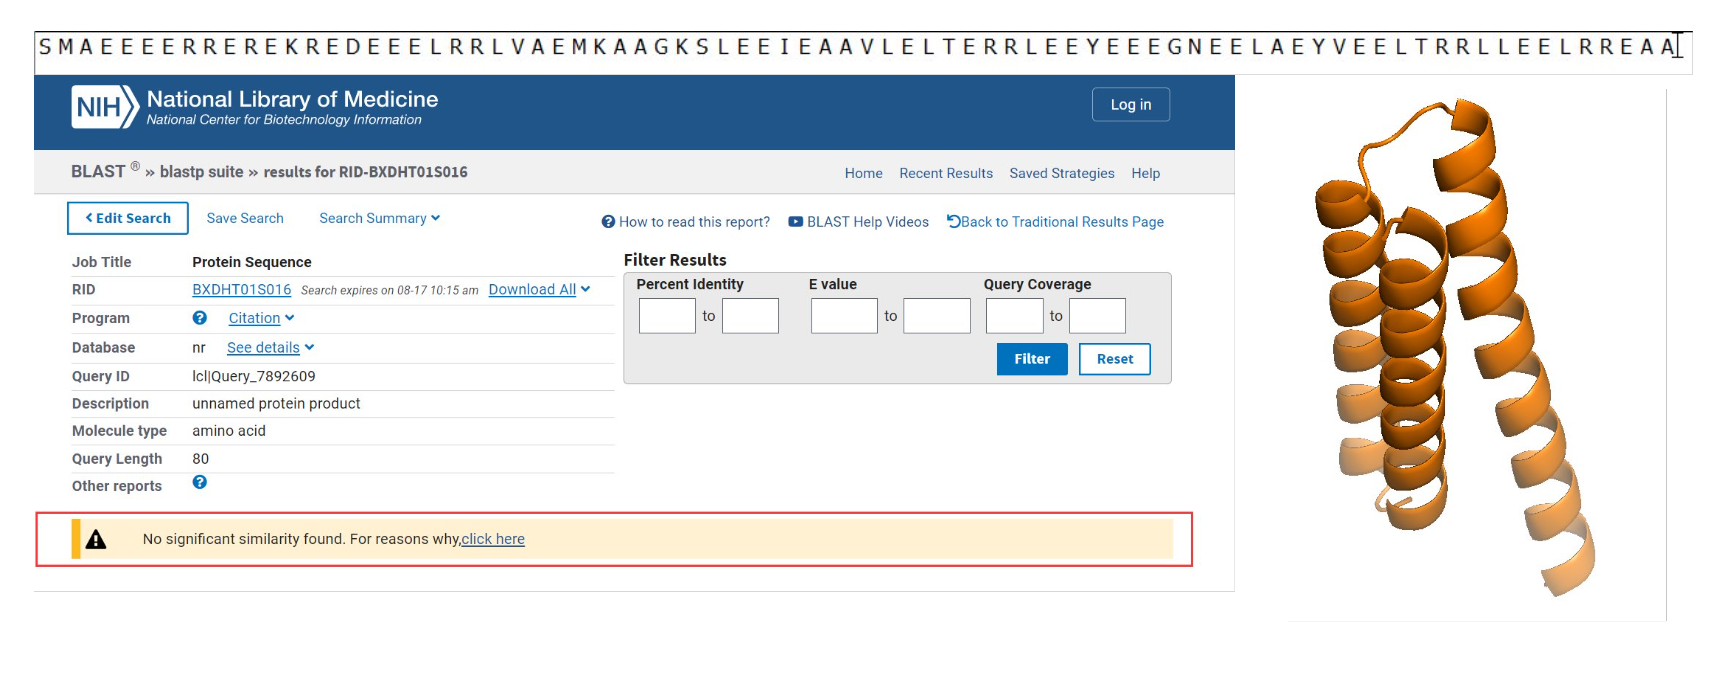 S M A E E E E R R E R E K R E D E E E L R R L V A E M K A A G K S L E E I E A A V L E L T E R R L E E Y E E E G N E E L A E Y V E E L T R R L L E E L R R E A A
NIH National Library of Medicine
National Center for Biotechnology Information
Log in
BLAST ® » blastp suite » results for RID-BXDHT01S016
Home Recent Results Saved Strategies Help
Edit Search Save Search Search Summary
How to read this report? BLAST Help Videos Back to Traditional Results Page
Job Title Protein Sequence
RID BXDHT01S016 Search expires on 08-17 10:15 am Download All
Program Citation
Database nr See details
Query ID lcl|Query_7892609
Description unnamed protein product
Molecule type amino acid
Query Length 80
Other reports
Filter Results
Percent Identity E value Query Coverage
to to to
Filter Reset
No significant similarity found. For reasons why,click here